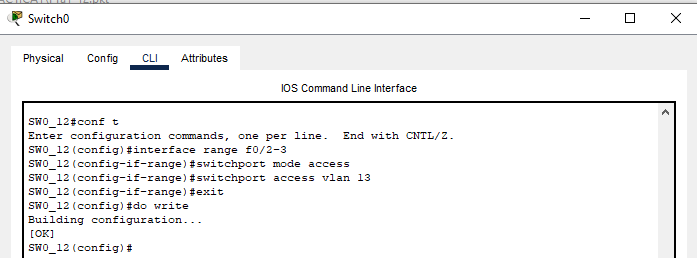 Switch0
Physical Config CLI Attributes
IOS Command Line Interface
SW0_12#conf t
Enter configuration commands, one per line.  End with CNTL/Z.
SW0_12(config)#interface range f0/2-3
SW0_12(config-if-range)#switchport mode access
SW0_12(config-if-range)#switchport access vlan 13
SW0_12(config-if-range)#exit
SW0_12(config)#do write
Building configuration...
[OK]
SW0_12(config)#